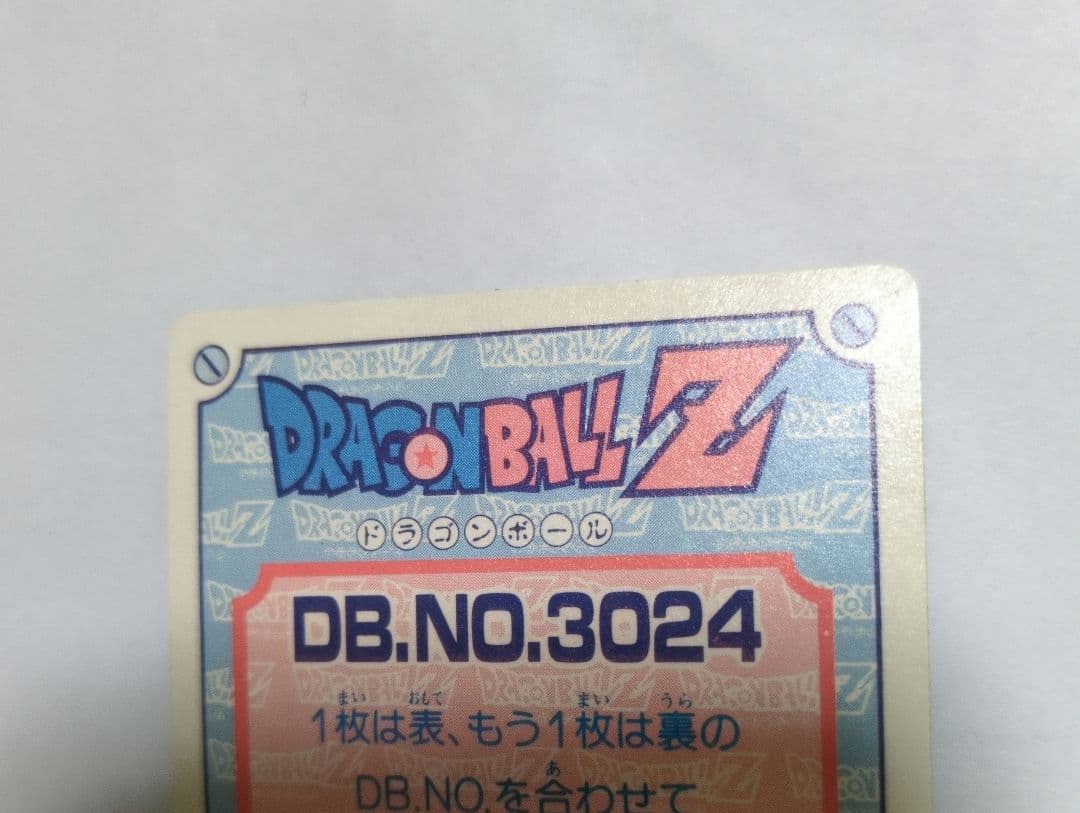 DRAGONBALL Z
ドラゴンボール
DB.NO.3024
1枚は表、もう1枚は裏の
DB.NO.を合わせて